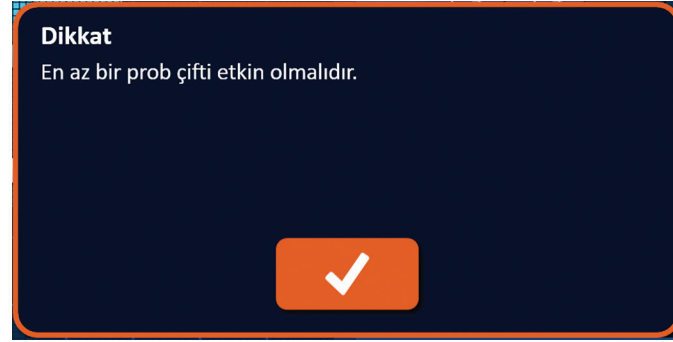 Dikkat
En az bir prob çifti etkin olmalıdır.